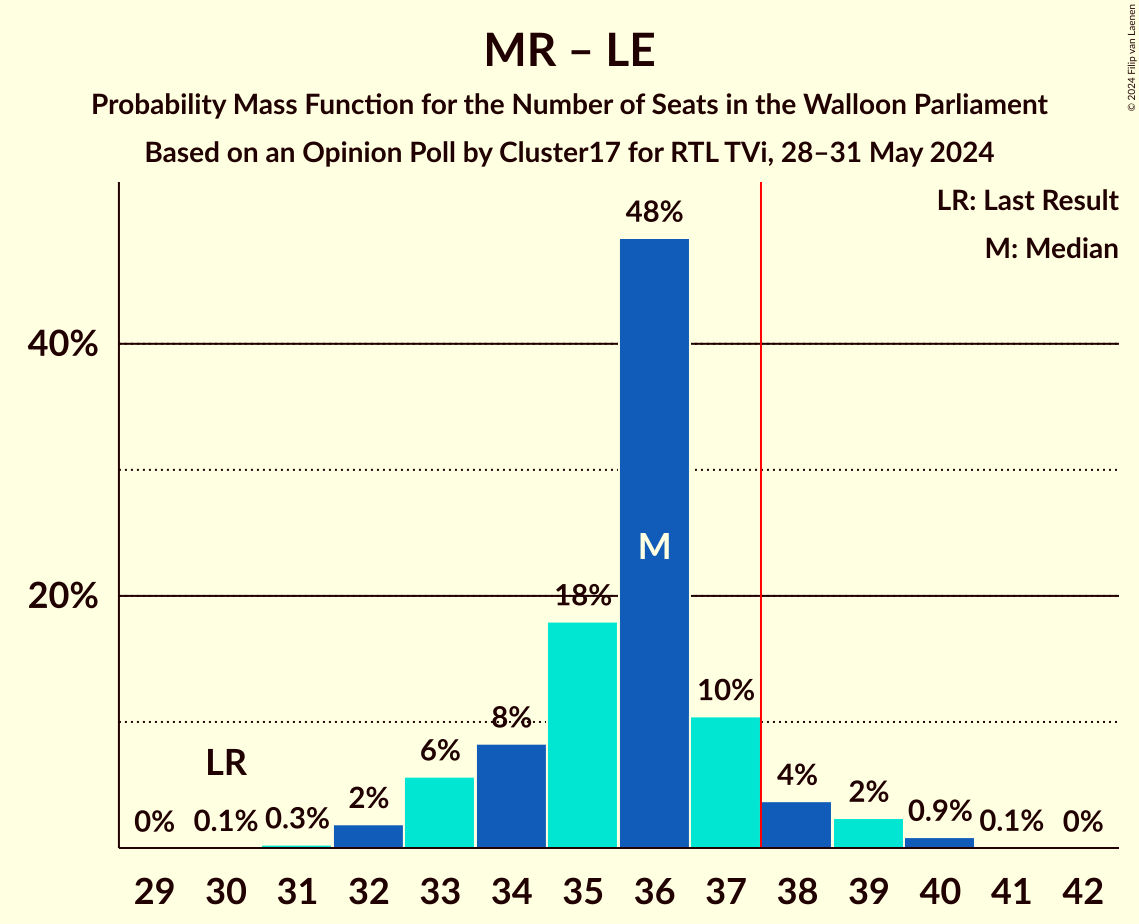 MR – LE
Probability Mass Function for the Number of Seats in the Walloon Parliament
Based on an Opinion Poll by Cluster17 for RTL TVi, 28–31 May 2024
© 2024 Filip van Laenen
LR: Last Result
M: Median
40%
20%
0%
0.1%
0.3%
2%
6%
8%
18%
48%
10%
4%
2%
0.9%
0.1%
0%
LR
M
29 30 31 32 33 34 35 36 37 38 39 40 41 42